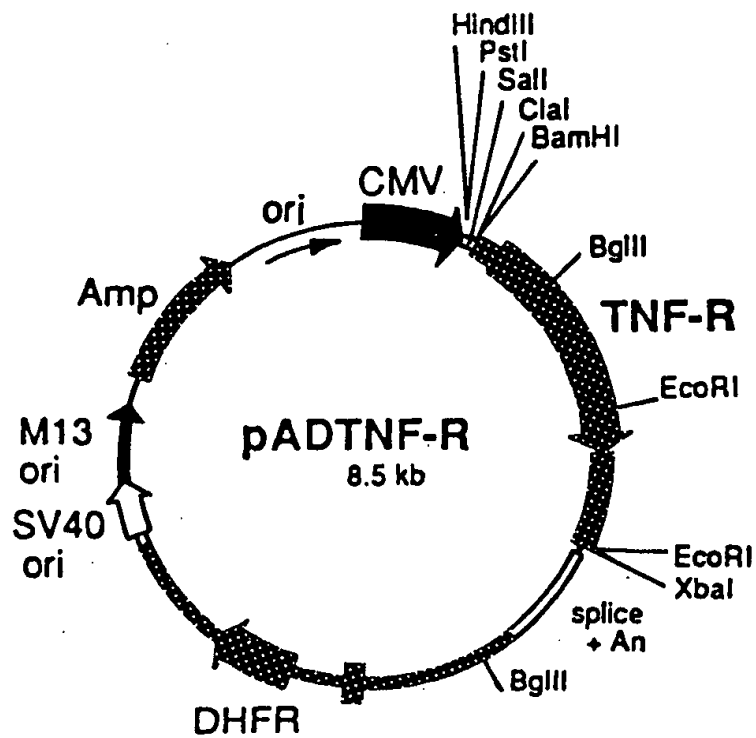 HindIII
PstI
SalI
ClaI
BamHI
CMV
ori
BglII
Amp
TNF-R
EcoRI
pADTNF-R
8.5 kb
M13
ori
SV40
ori
EcoRI
XbaI
splice
+ An
BglII
DHFR